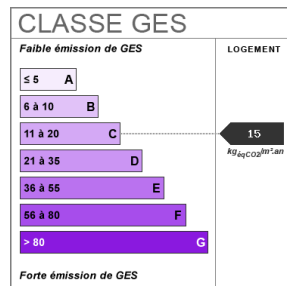 CLASSE GES
Faible émission de GES
LOGEMENT
≤ 5 A
6 à 10 B
11 à 20 C
15
kgéqCO2/m².an
21 à 35 D
36 à 55 E
56 à 80 F
> 80 G
Forte émission de GES